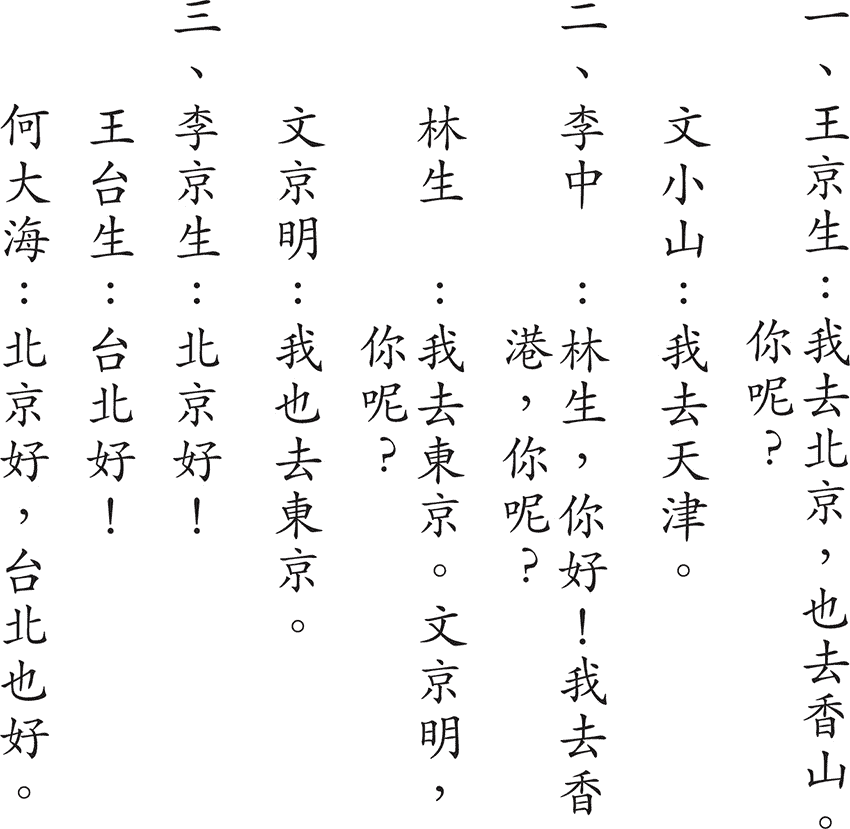 一、王京生：我去北京，也去香山。
你呢？
文小山：我去天津。
二、李中　：林生，你好！我去香
港，你呢？
林生　：我去東京。文京明，
你呢？
文京明：我也去東京。
三、李京生：北京好！
王台生：台北好！
何大海：北京好，台北也好。